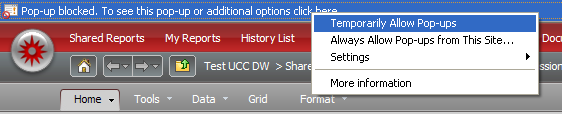 Pop-up blocked. To see this pop-up or additional options click here...
Temporarily Allow Pop-ups
Always Allow Pop-ups from This Site...
Settings
More information
Shared Reports My Reports History List
Test UCC DW > Share
Home Tools Data Grid Format